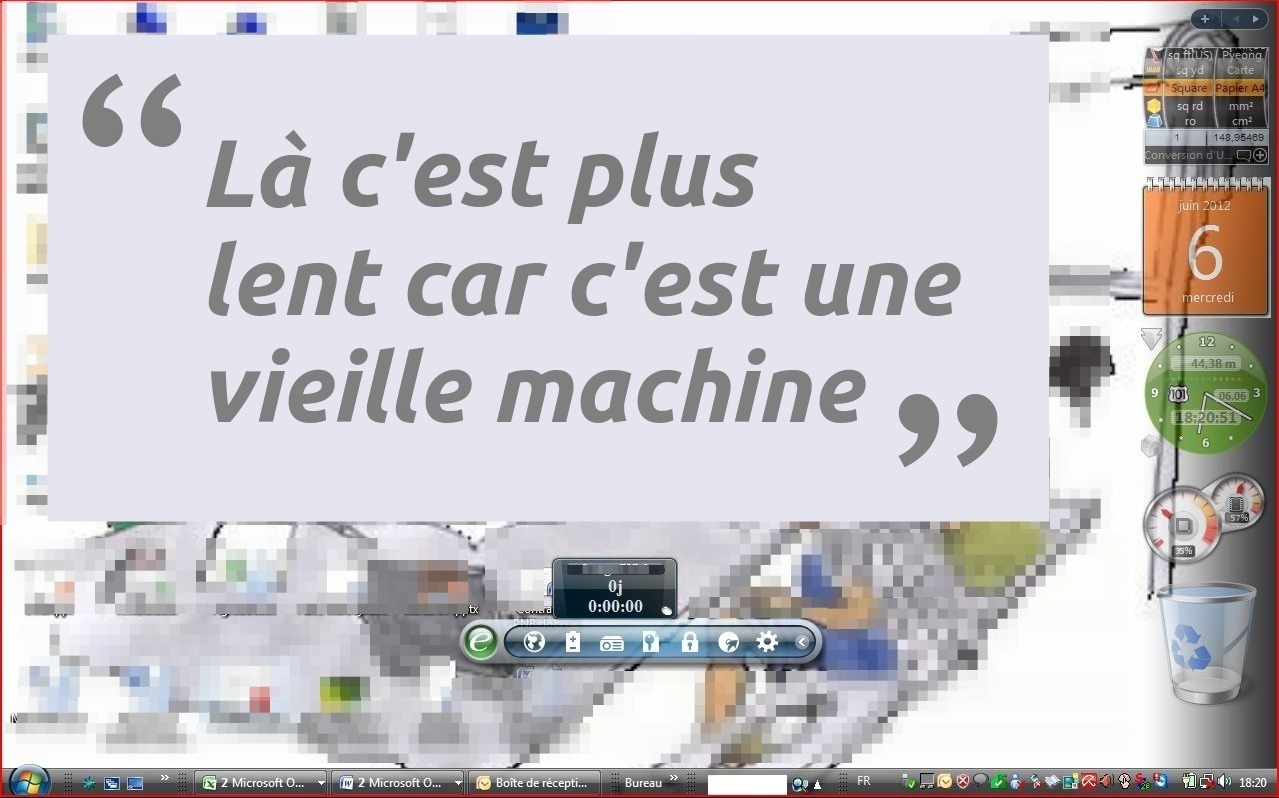 “ Là c'est plus
lent car c'est une
vieille machine ”
sq ft(US) Pyeong
sq yd Carte
Square Papier A4
sq rd mm²
ro cm²
1 148,95469
Conversion d'U...
juin 2012
6
mercredi
12
44,38 m
9 101 06.06 3
18:20:51
6
57%
35%
0j
0:00:00
2 Microsoft O...
2 Microsoft O...
Boîte de récepti...
Bureau
FR
18:20